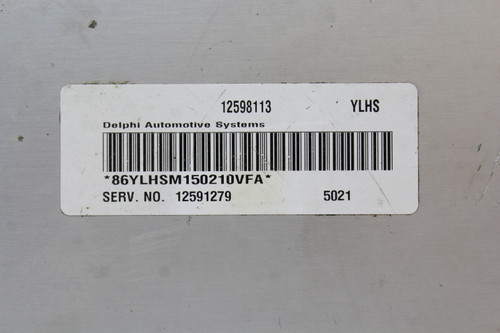 12598113 YLHS
Delphi Automotive Systems
*86YLHSM150210VFA*
SERV. NO. 12591279 5021